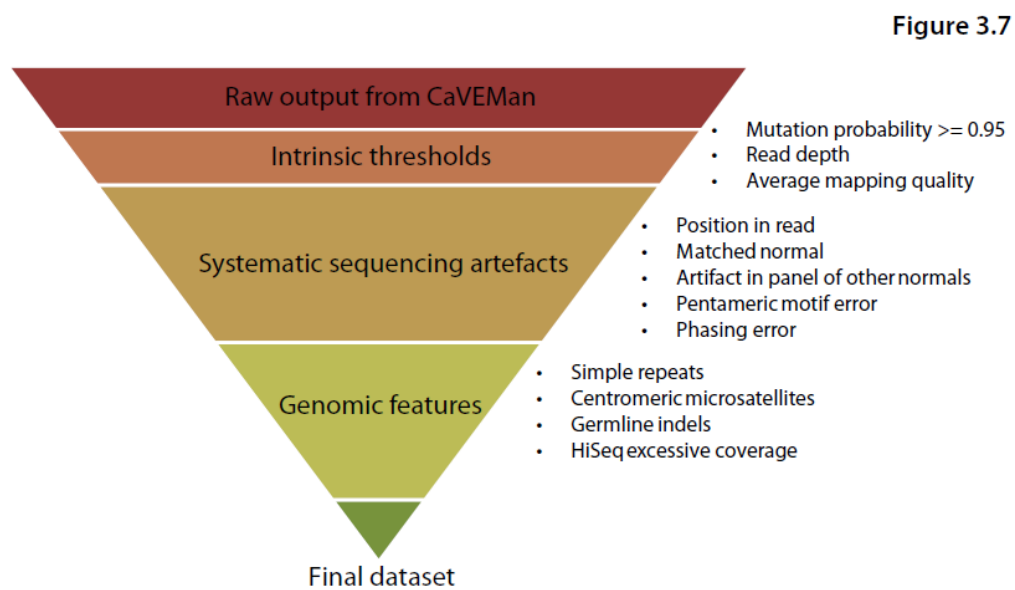 Figure 3.7
Raw output from CaVEMan
Intrinsic thresholds
• Mutation probability >= 0.95
• Read depth
• Average mapping quality
Systematic sequencing artefacts
• Position in read
• Matched normal
• Artifact in panel of other normals
• Pentameric motif error
• Phasing error
Genomic features
• Simple repeats
• Centromeric microsatellites
• Germline indels
• HiSeq excessive coverage
Final dataset